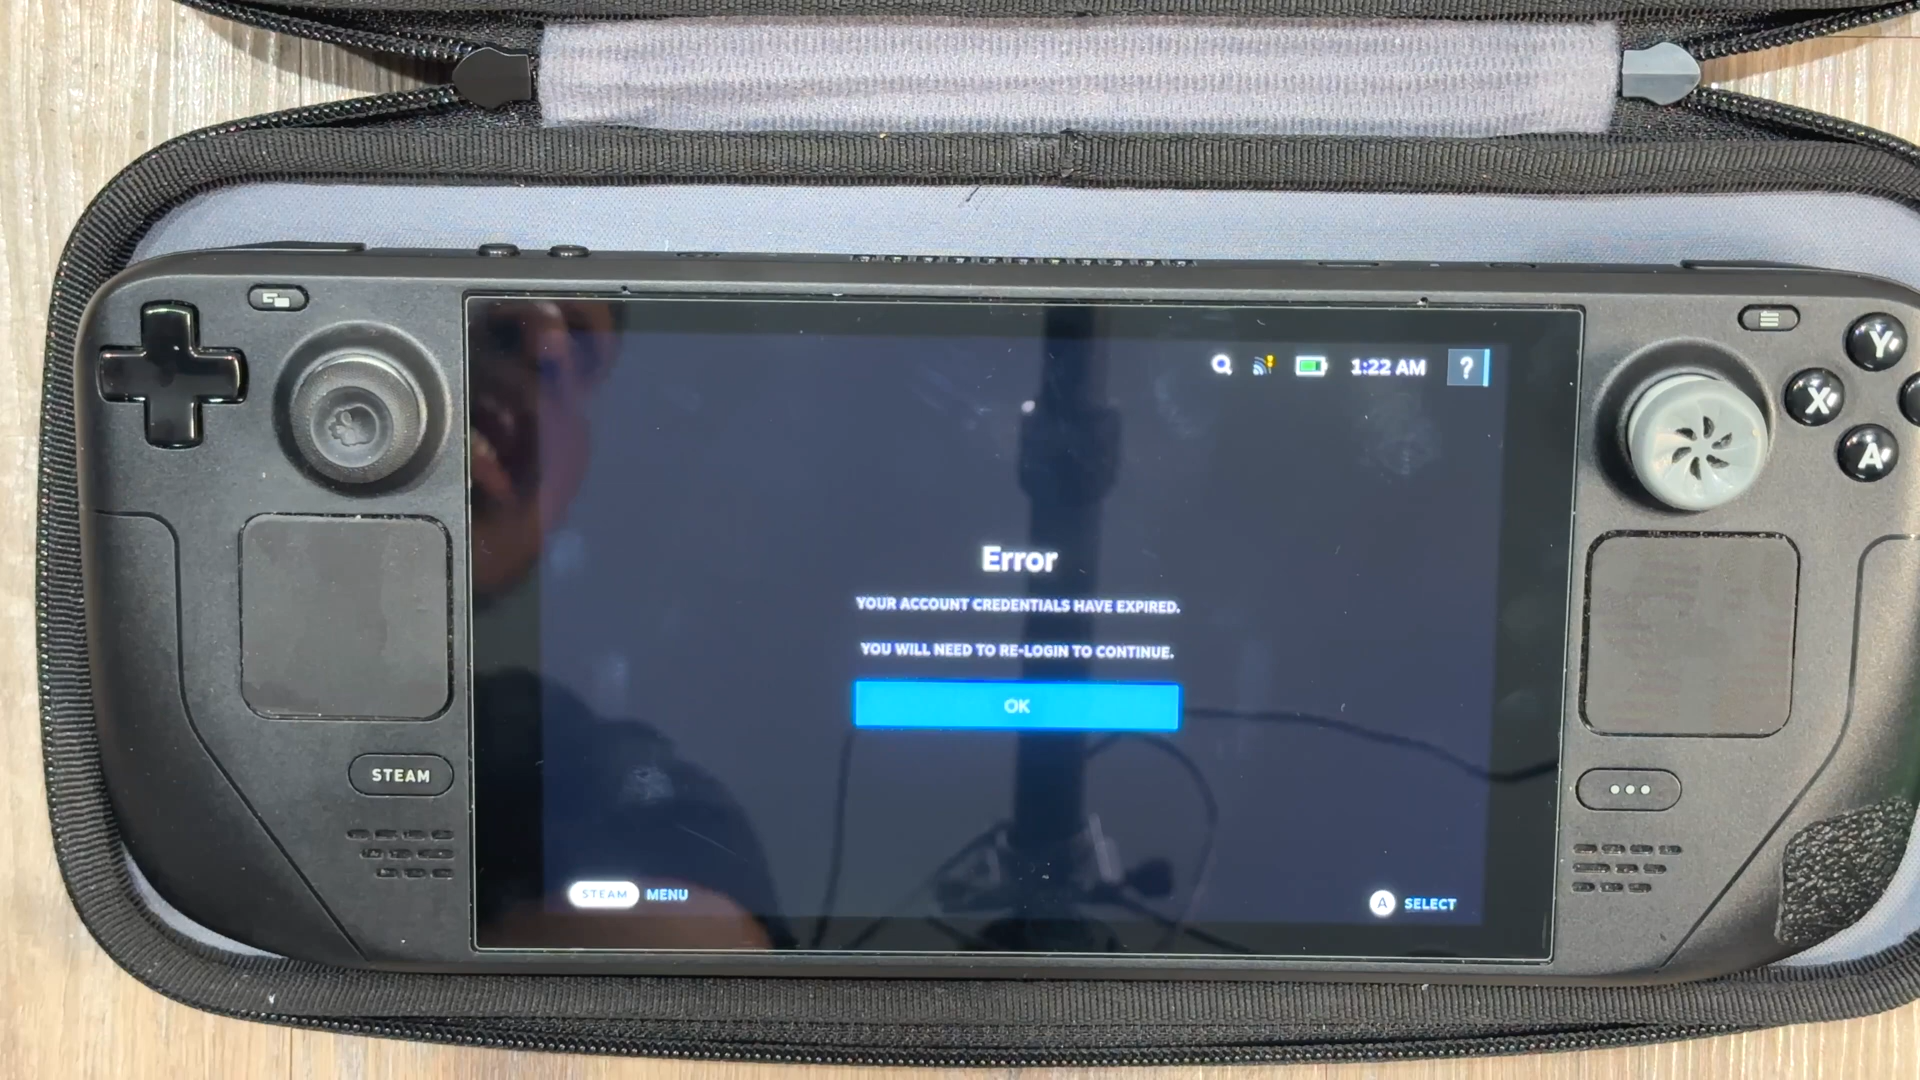 1:22 AM ?
Y
X
A
Error
YOUR ACCOUNT CREDENTIALS HAVE EXPIRED.
YOU WILL NEED TO RE-LOGIN TO CONTINUE.
OK
STEAM
STEAM MENU
A SELECT